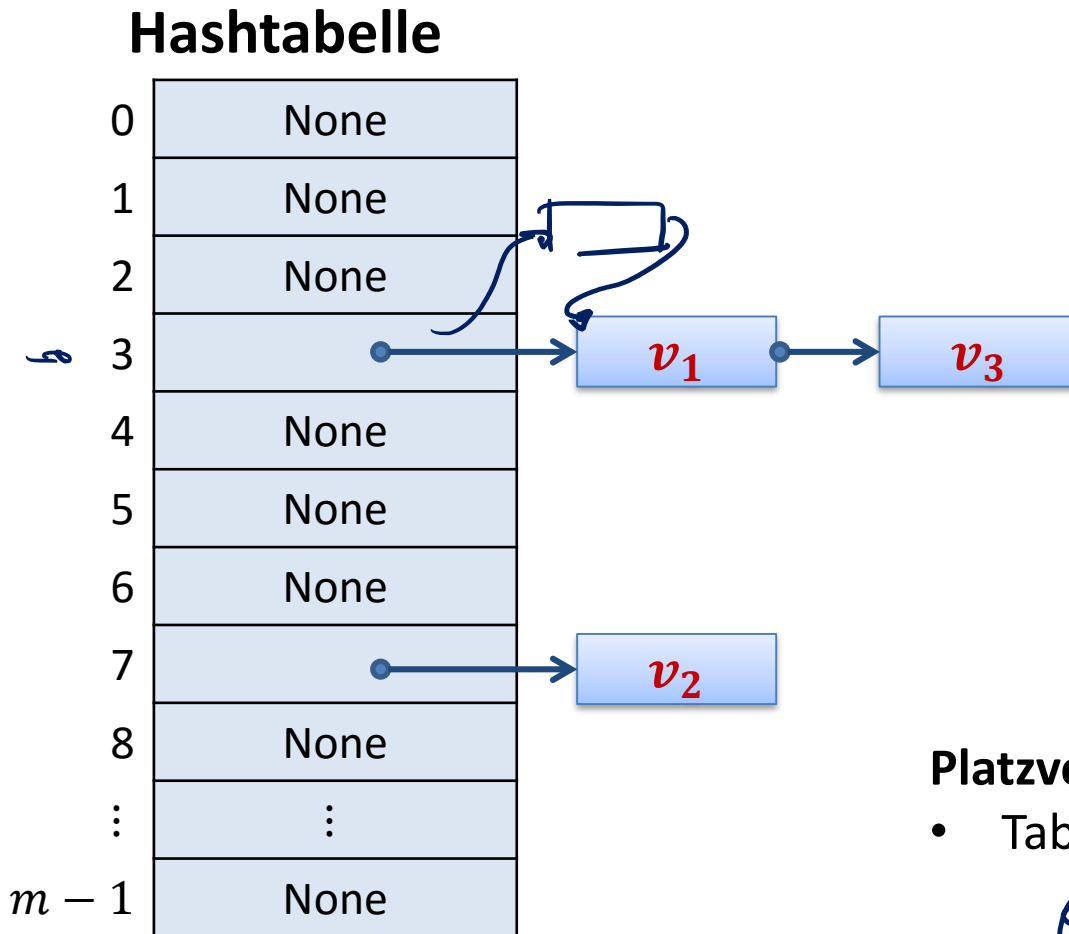 Hashtabelle
0 None
1 None
2 None
3 v₁ v₃
4 None
5 None
6 None
7 v₂
8 None
⋮ ⋮
m − 1 None
Platzve
• Tab